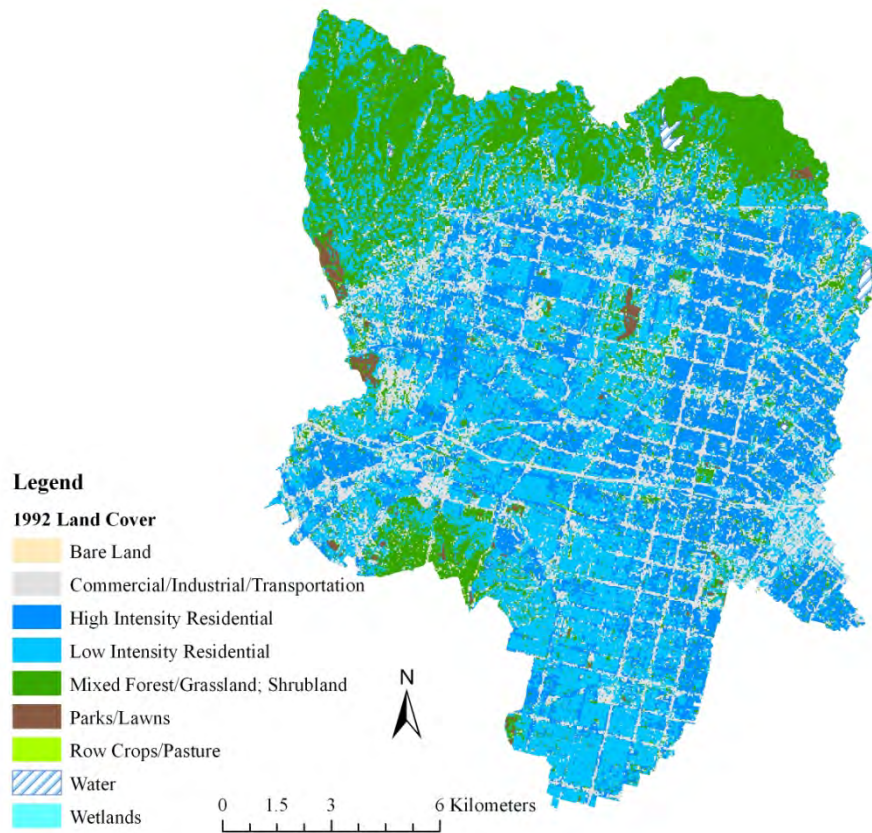 Legend
1992 Land Cover
Bare Land
Commercial/Industrial/Transportation
High Intensity Residential
Low Intensity Residential
Mixed Forest/Grassland; Shrubland
Parks/Lawns
Row Crops/Pasture
Water
Wetlands
N
0 1.5 3 6 Kilometers